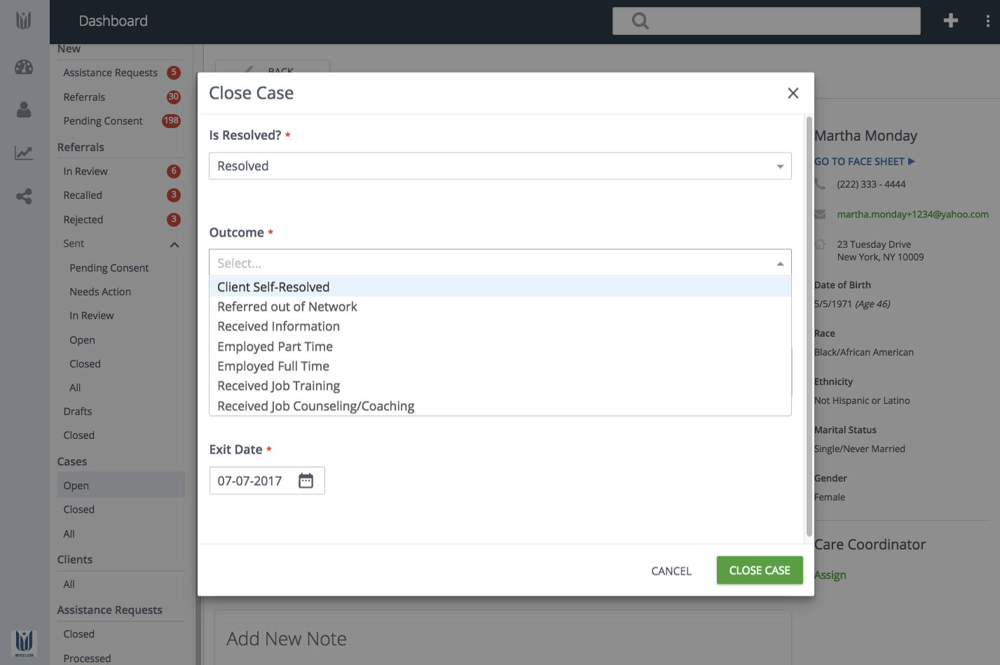 Dashboard
New
Assistance Requests 5
Referrals 30
Pending Consent 198
Referrals
In Review 6
Recalled 3
Rejected 3
Sent
Pending Consent
Needs Action
In Review
Open
Closed
All
Drafts
Closed
Cases
Open
Closed
All
Clients
All
Assistance Requests
Closed
Processed
BACK
Close Case
Is Resolved? *
Resolved
Outcome *
Select...
Client Self-Resolved
Referred out of Network
Received Information
Employed Part Time
Employed Full Time
Received Job Training
Received Job Counseling/Coaching
Exit Date *
07-07-2017
CANCEL
CLOSE CASE
Add New Note
Martha Monday
GO TO FACE SHEET
(222) 333 - 4444
martha.monday+1234@yahoo.com
23 Tuesday Drive
New York, NY 10009
Date of Birth
5/5/1971 (Age 46)
Race
Black/African American
Ethnicity
Not Hispanic or Latino
Marital Status
Single/Never Married
Gender
Female
Care Coordinator
Assign